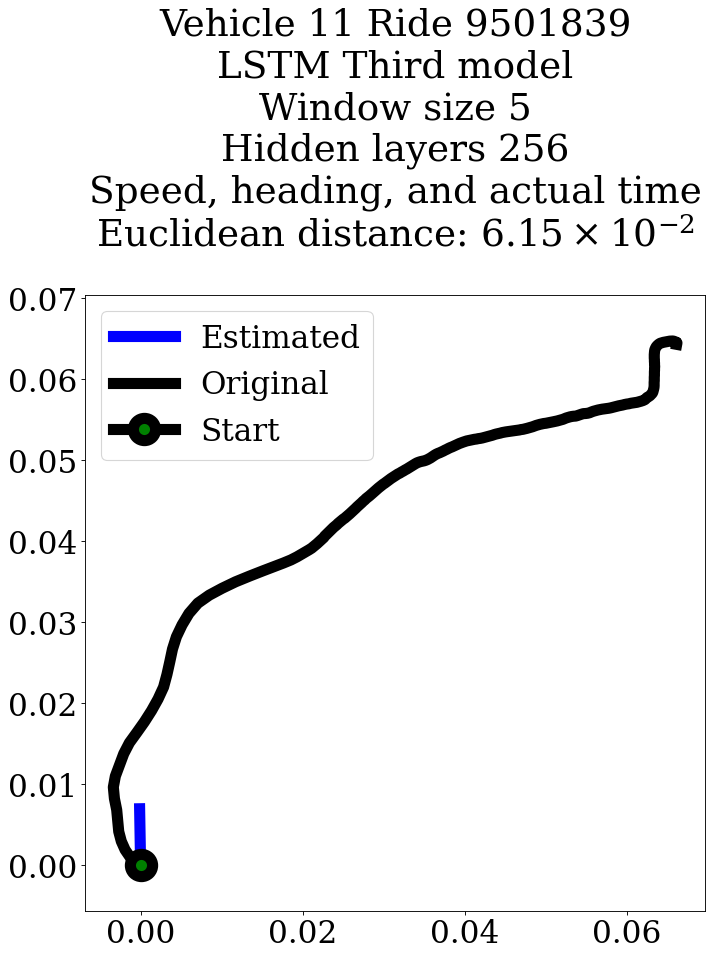 Vehicle 11 Ride 9501839
LSTM Third model
Window size 5
Hidden layers 256
Speed, heading, and actual time
Euclidean distance: 6.15 × 10⁻²
0.07
0.06
0.05
0.04
0.03
0.02
0.01
0.00
Estimated
Original
Start
0.00 0.02 0.04 0.06